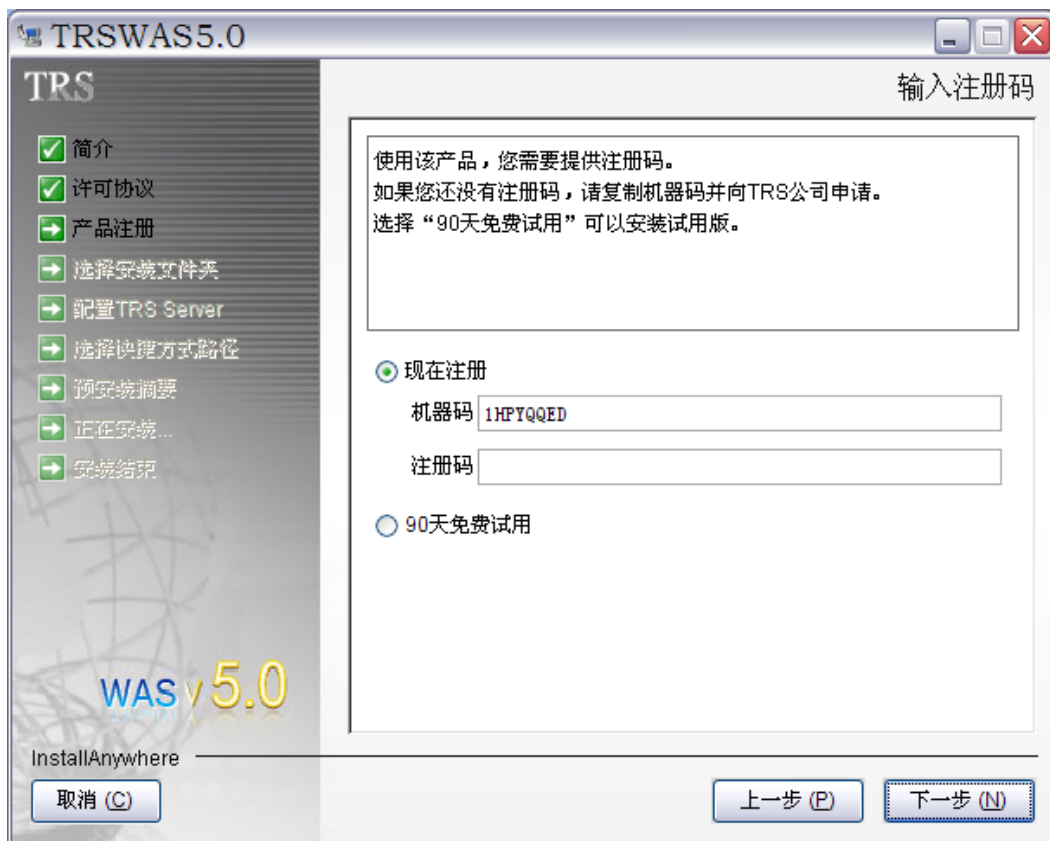 TRSWAS5.0
TRS
输入注册码
简介
许可协议
产品注册
选择安装文件夹
配置TRS Server
选择快捷方式路径
预安装摘要
正在安装...
安装结束
使用该产品，您需要提供注册码。
如果您还没有注册码，请复制机器码并向TRS公司申请。
选择“90天免费试用”可以安装试用版。
现在注册
机器码 1HPYQQED
注册码
90天免费试用
WAS v 5.0
InstallAnywhere
取消 (C)
上一步 (P)
下一步 (N)